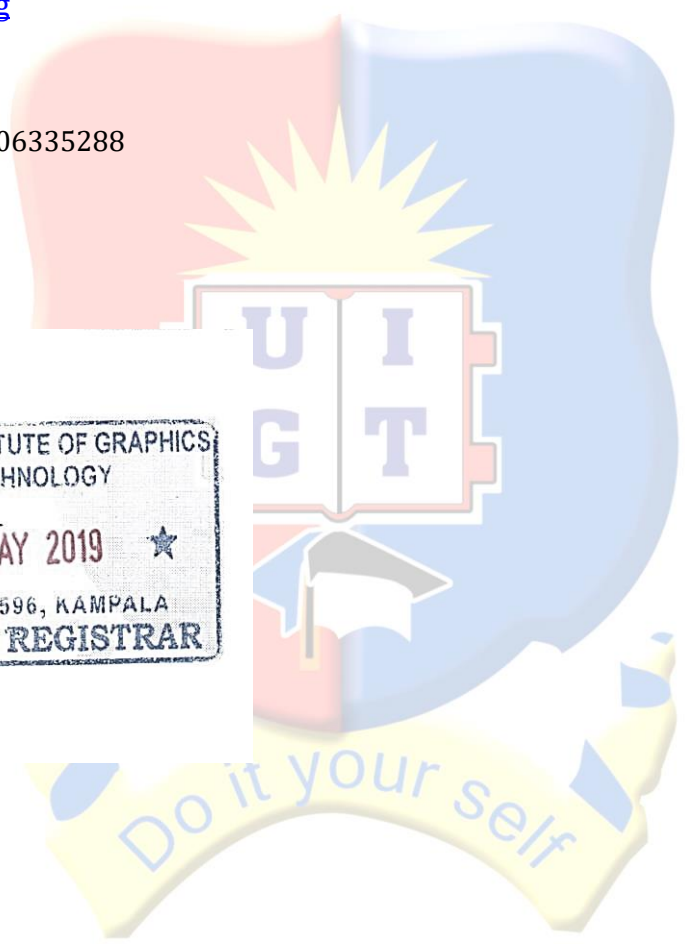 g
06335288
U I
G T
TUTE OF GRAPHICS
HNOLOGY
AY 2019
596, KAMPALA
REGISTRAR
Do it your self